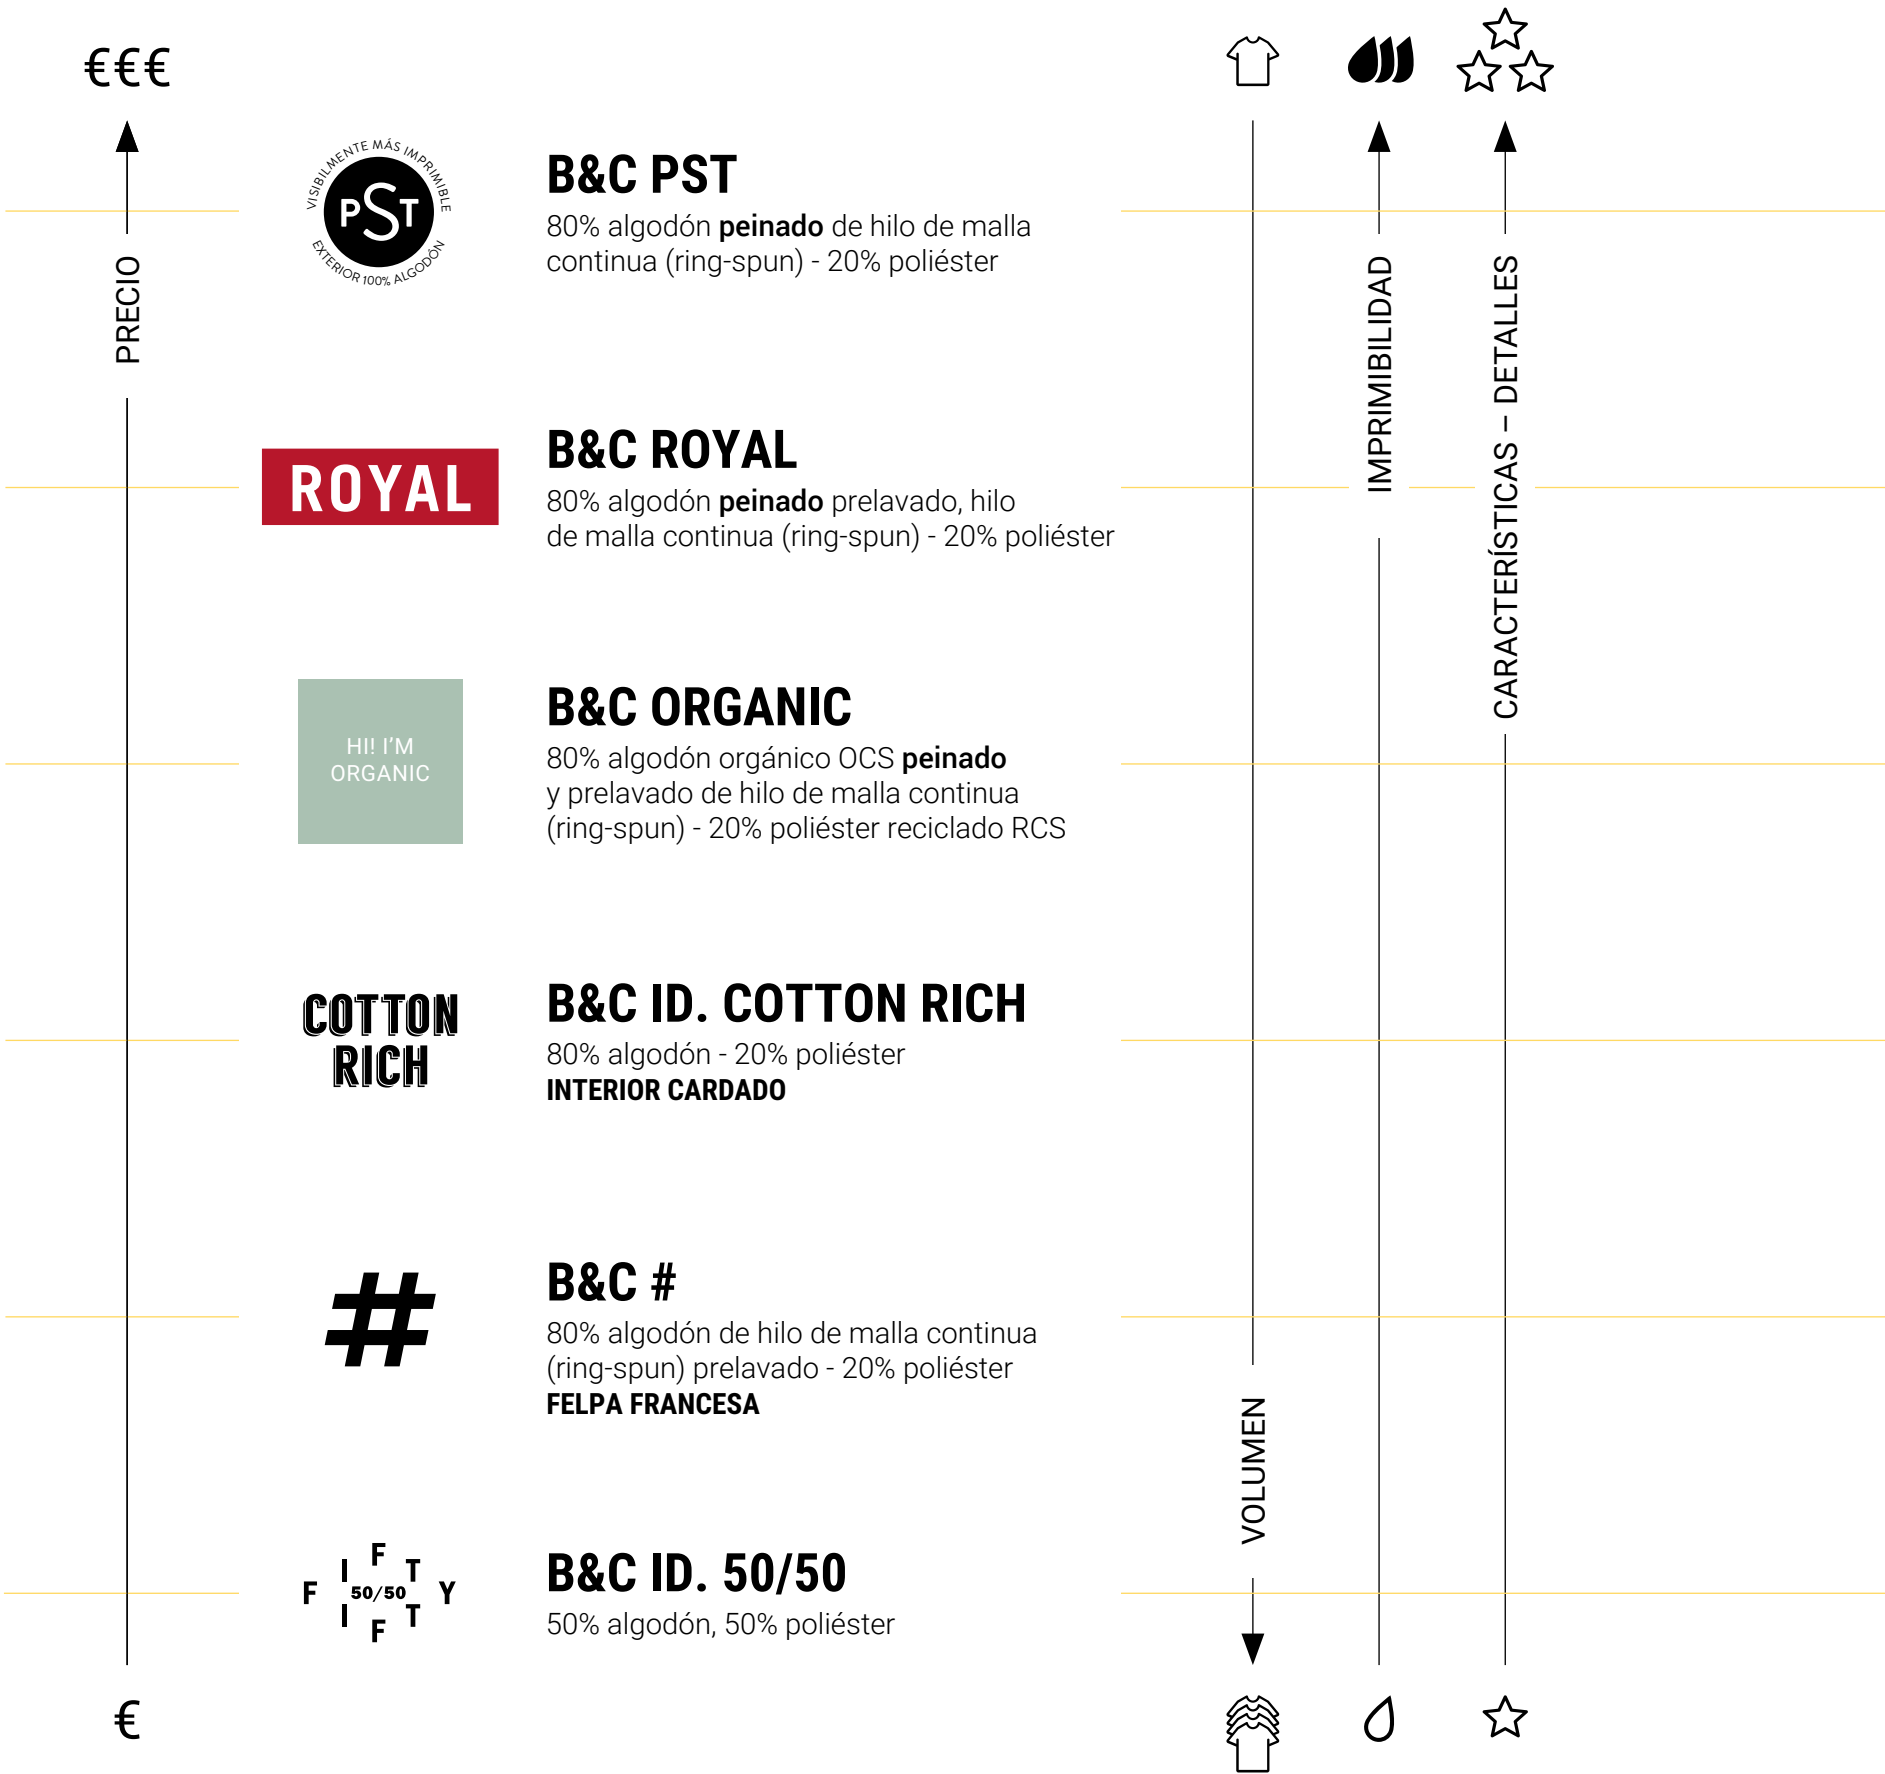 €€€
PRECIO
€
VISIBILMENTE MÁS IMPRIMIBLE
PST
EXTERIOR 100% ALGODÓN
B&C PST
80% algodón peinado de hilo de malla
continua (ring-spun) - 20% poliéster
ROYAL
B&C ROYAL
80% algodón peinado prelavado, hilo
de malla continua (ring-spun) - 20% poliéster
HI! I'M
ORGANIC
B&C ORGANIC
80% algodón orgánico OCS peinado
y prelavado de hilo de malla continua
(ring-spun) - 20% poliéster reciclado RCS
COTTON
RICH
B&C ID. COTTON RICH
80% algodón - 20% poliéster
INTERIOR CARDADO
#
B&C #
80% algodón de hilo de malla continua
(ring-spun) prelavado - 20% poliéster
FELPA FRANCESA
FIFTY
50/50
FIFTY
B&C ID. 50/50
50% algodón, 50% poliéster
VOLUMEN
IMPRIMIBILIDAD
CARACTERÍSTICAS – DETALLES